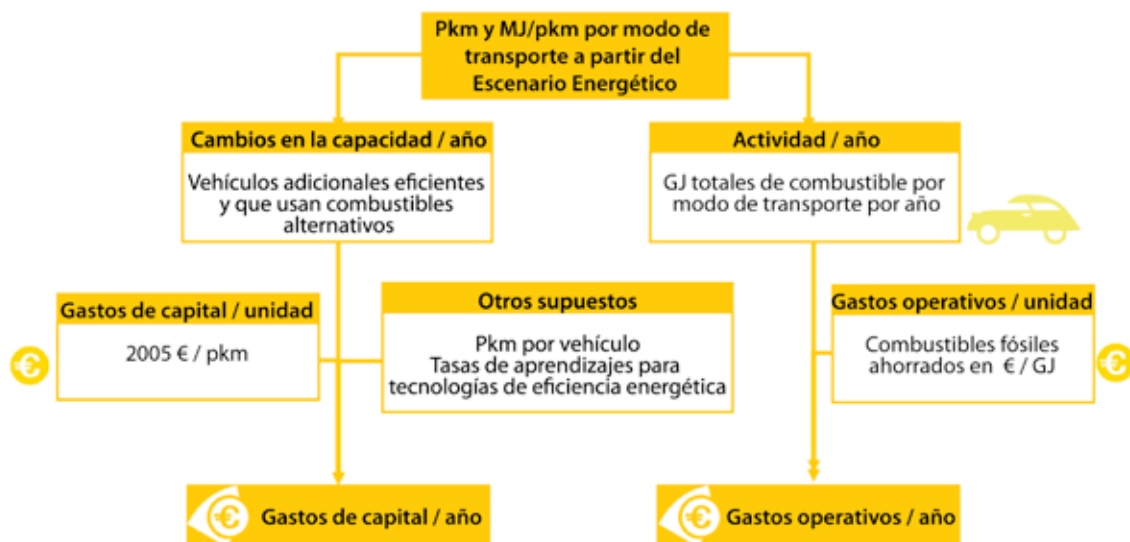 Pkm y MJ/pkm por modo de
transporte a partir del
Escenario Energético
Cambios en la capacidad / año
Vehículos adicionales eficientes
y que usan combustibles
alternativos
Actividad / año
GJ totales de combustible por
modo de transporte por año
Gastos de capital / unidad
2005 € / pkm
Otros supuestos
Pkm por vehículo
Tasas de aprendizajes para
tecnologías de eficiencia energética
Gastos operativos / unidad
Combustibles fósiles
ahorrados en € / GJ
€
€
€ Gastos de capital / año
€ Gastos operativos / año